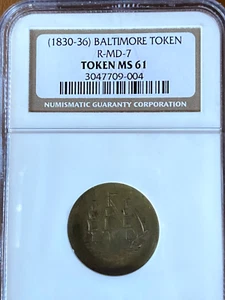 (1830-36) BALTIMORE TOKEN
R-MD-7
TOKEN MS 61
3047709-004
NUMISMATIC GUARANTY CORPORATION